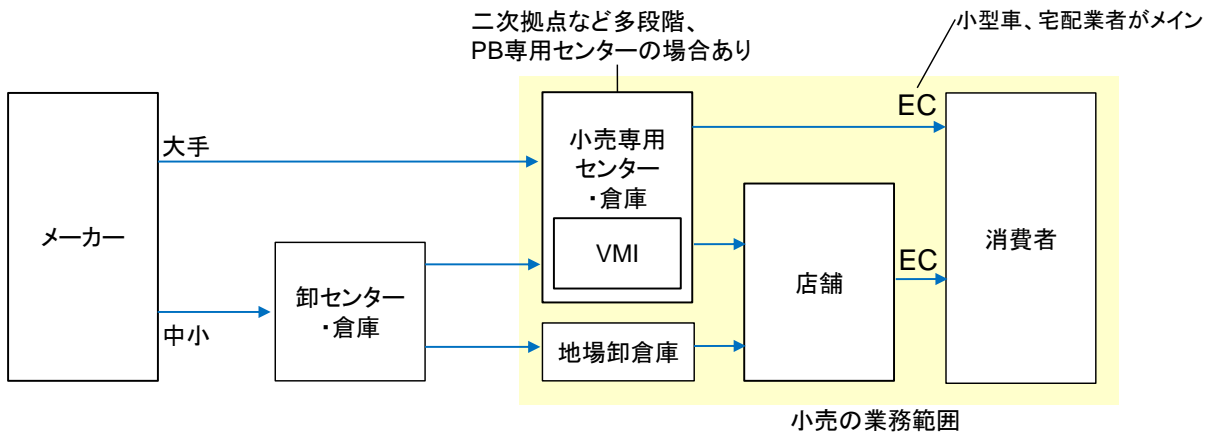 二次拠点など多段階、
PB専用センターの場合あり
小型車、宅配業者がメイン
メーカー
大手
中小
卸センター
・倉庫
小売専用
センター
・倉庫
VMI
地場卸倉庫
店舗
EC
EC
消費者
小売の業務範囲